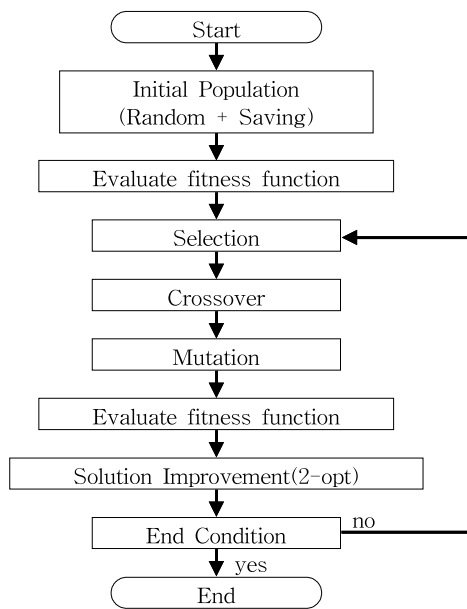 Start
Initial Population
(Random + Saving)
Evaluate fitness function
Selection
Crossover
Mutation
Evaluate fitness function
Solution Improvement(2-opt)
End Condition
no
yes
End